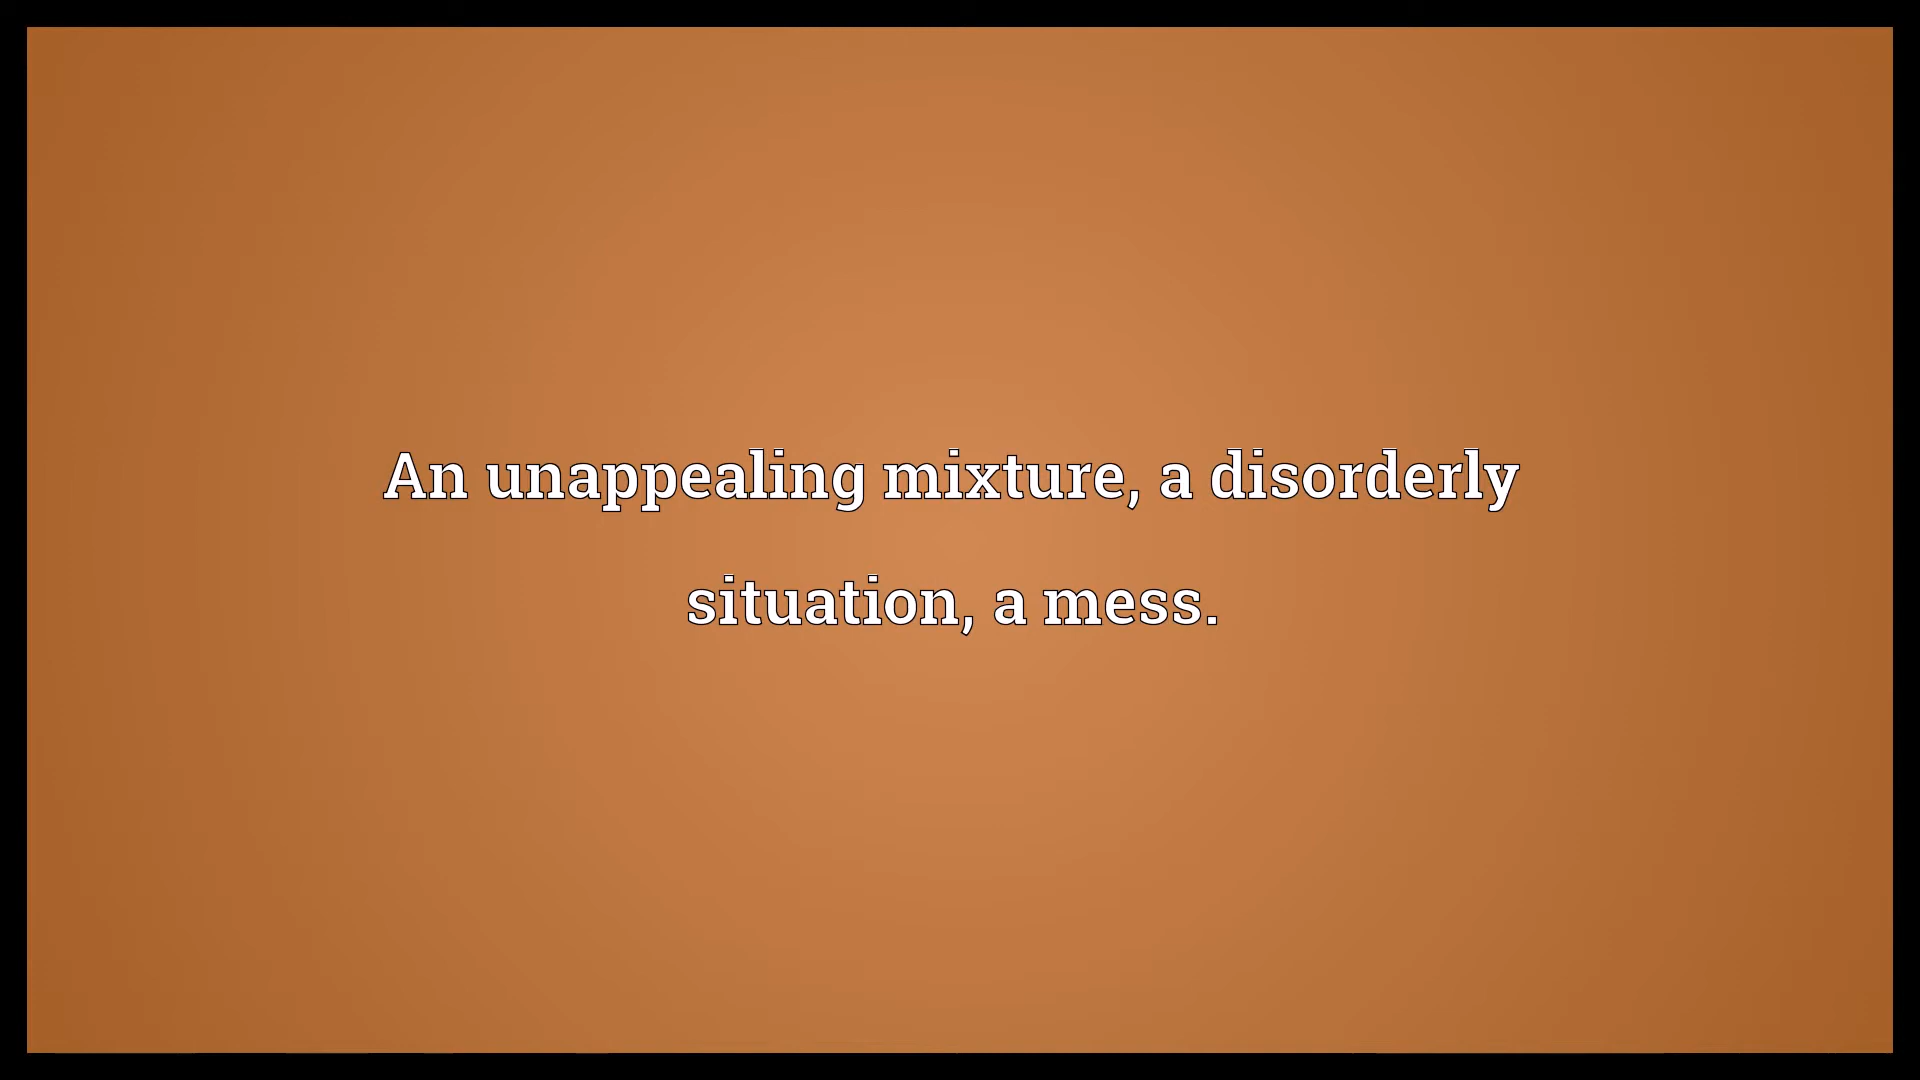 An unappealing mixture, a disorderly
situation, a mess.